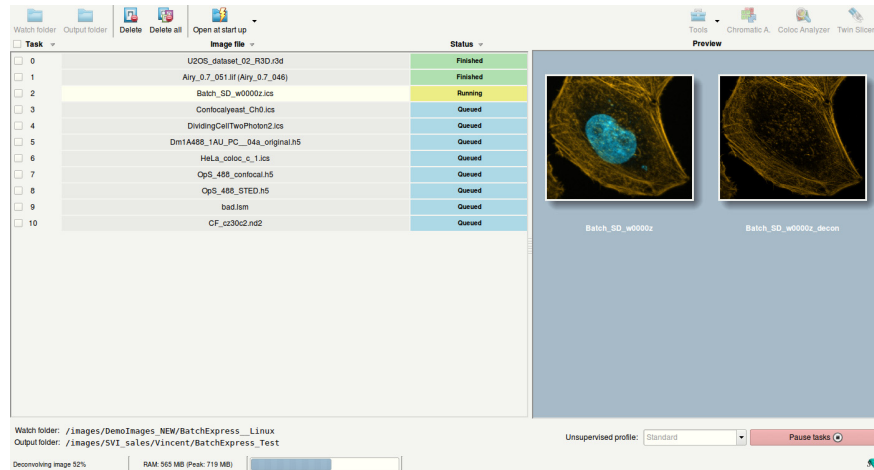 Watch folder Output folder Delete Delete all Open at start up Tools Chromatic A. Coloc Analyzer Twin Slicer
Task Image file Status Preview
0 U2OS_dataset_02_R3D.r3d Finished
1 Airy_0.7_051.lif (Airy_0.7_046) Finished
2 Batch_SD_w0000z.ics Running
3 Confocalyeast_Ch0.ics Queued
4 DividingCellTwoPhoton2.ics Queued
5 Dm1A488_1AU_PC__04a_original.h5 Queued
6 HeLa_coloc_c_1.ics Queued
7 OpS_488_confocal.h5 Queued
8 OpS_488_STED.h5 Queued
9 bad.lsm Queued
10 CF_cz30c2.nd2 Queued
Batch_SD_w0000z Batch_SD_w0000z_decon
Watch folder: /images/DemoImages_NEW/BatchExpress__Linux
Output folder: /images/SVI_sales/Vincent/BatchExpress_Test
Unsupervised profile: Standard Pause tasks
Deconvolving image 52% RAM: 565 MB (Peak: 719 MB)